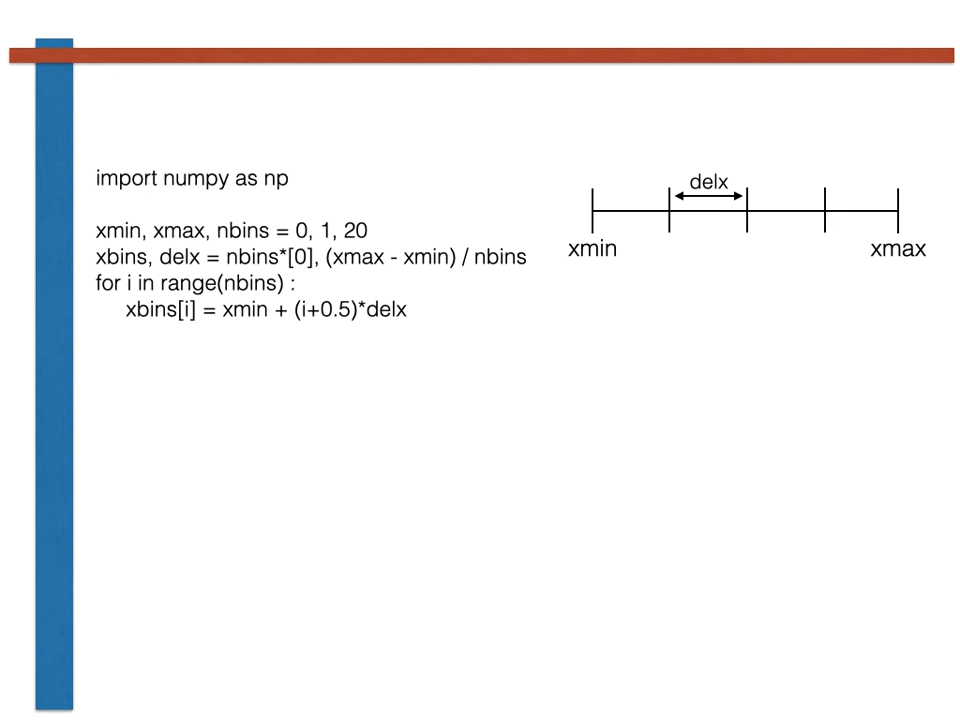 import numpy as np
xmin, xmax, nbins = 0, 1, 20
xbins, delx = nbins*[0], (xmax - xmin) / nbins
for i in range(nbins) :
xbins[i] = xmin + (i+0.5)*delx
delx
xmin xmax